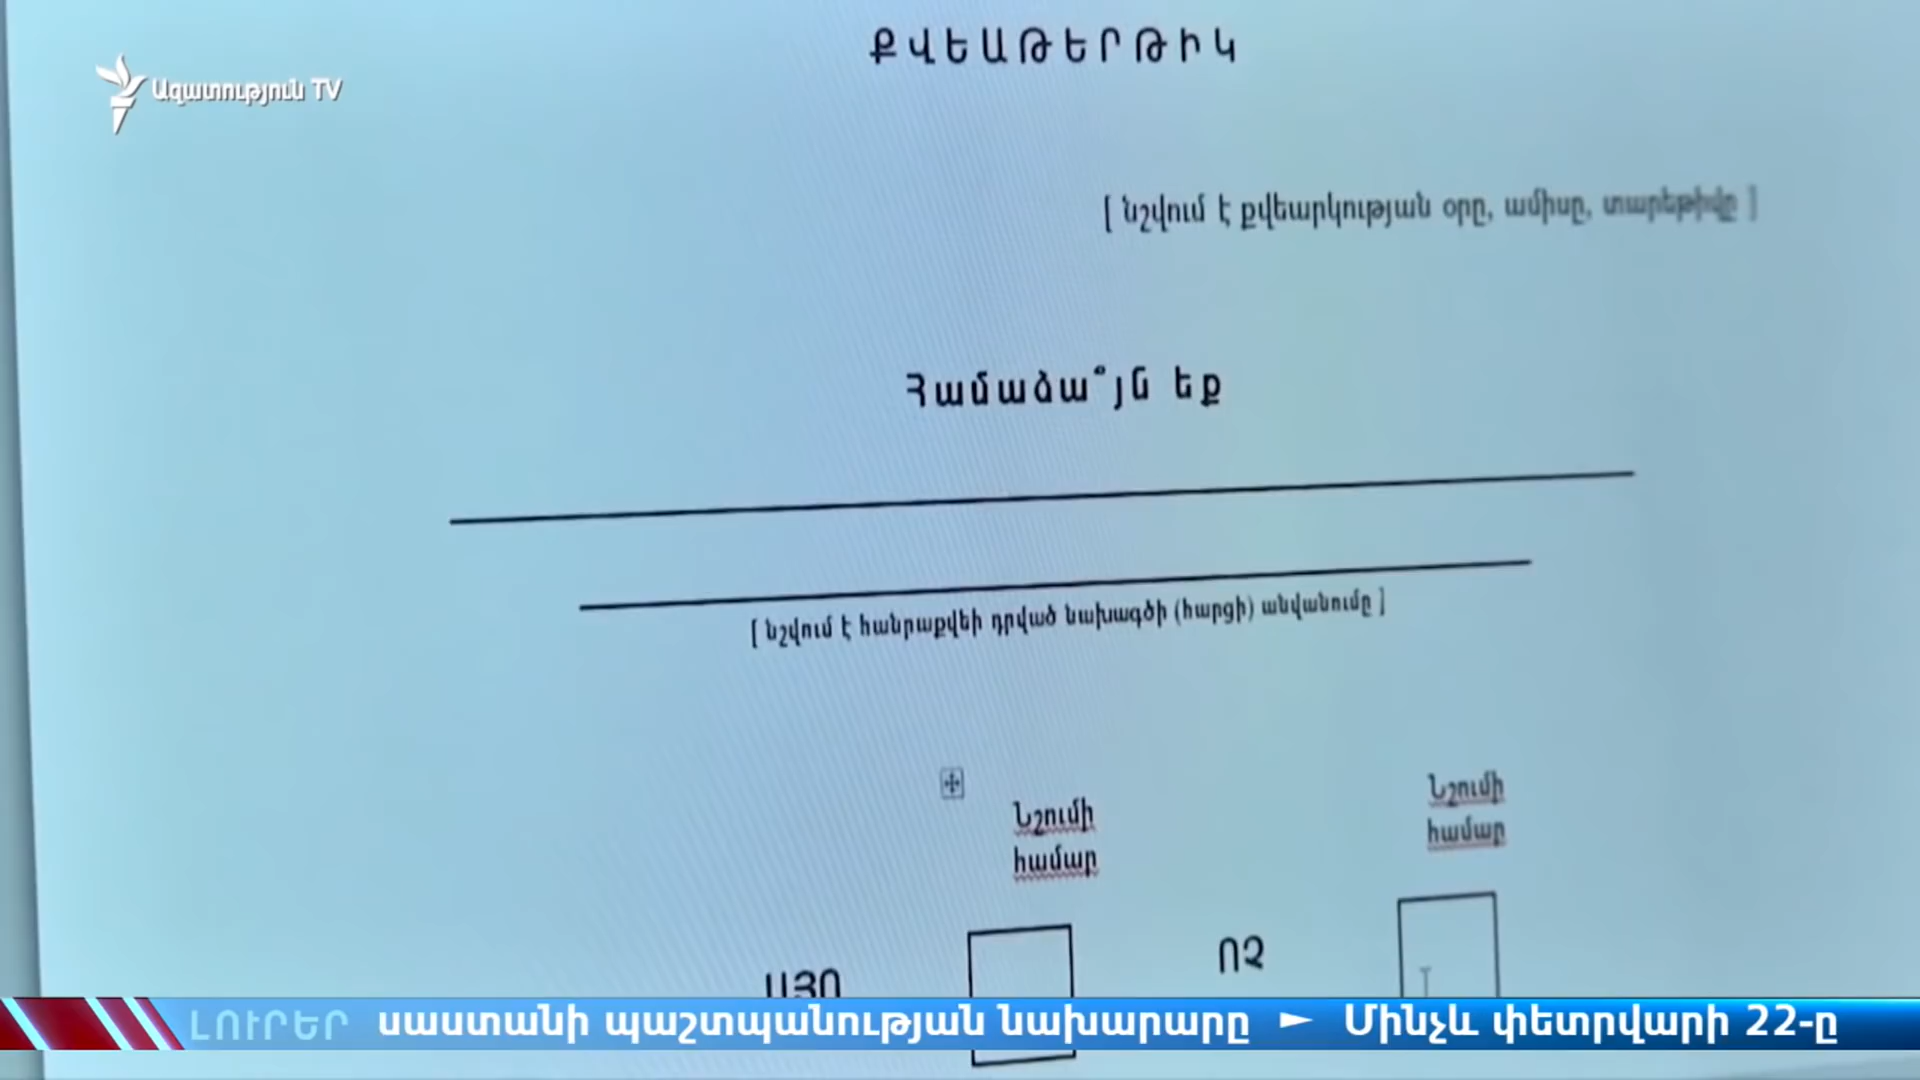 ՔՎԵԱԹԵՐԹԻԿ
Ազատություն TV
[ նշվում է քվեարկության օրը, ամիսը, տարեթիվը ]
Համաձա՞յն եք
[ նշվում է հանրաքվեի դրված նախագծի (հարցի) անվանումը ]
Նշումի համար
Նշումի համար
ԱՅՈ
ՈՉ
ԼՈՒՐԵՐ սաստանի պաշտպանության նախարարը ► Մինչև փետրվարի 22-ը